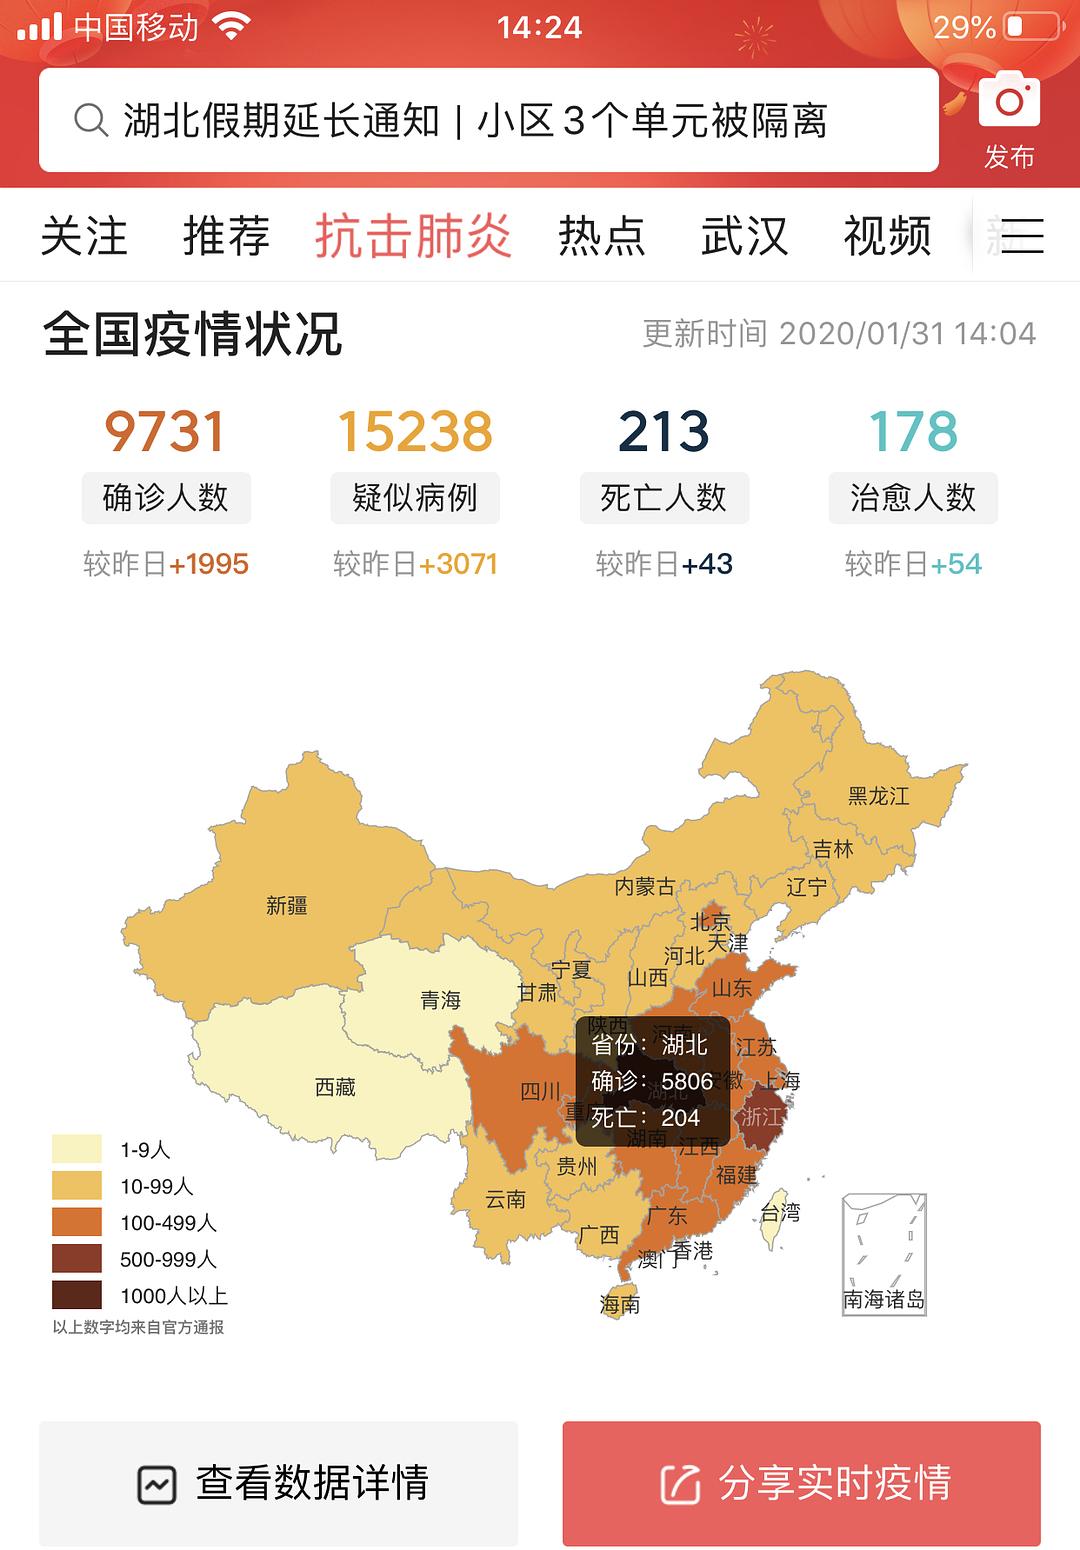 中国移动 14:24 29%
湖北假期延长通知 | 小区3个单元被隔离
发布
关注 推荐 抗击肺炎 热点 武汉 视频 新
全国疫情状况 更新时间 2020/01/31 14:04
9731 15238 213 178
确诊人数 疑似病例 死亡人数 治愈人数
较昨日+1995 较昨日+3071 较昨日+43 较昨日+54
黑龙江
吉林
内蒙古 辽宁
新疆
北京
天津
河北
宁夏 山西
甘肃 山东
青海
陕西 河南
省份: 湖北
江苏
确诊: 5806
安徽 上海
西藏 四川 湖北
重庆
死亡: 204
浙江
湖南 江西
1-9人
贵州 福建
10-99人
云南
台湾
100-499人
广东
广西
香港
500-999人
澳门
1000人以上
海南
南海诸岛
以上数字均来自官方通报
查看数据详情 分享实时疫情